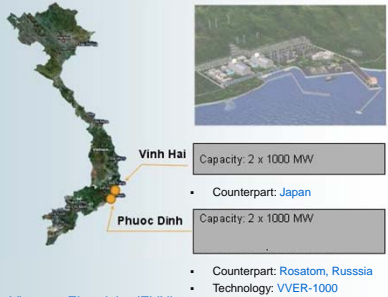 Vinh Hai
Capacity: 2 x 1000 MW
▪ Counterpart: Japan
Phuoc Dinh
Capacity: 2 x 1000 MW
.
▪ Counterpart: Rosatom, Russsia
▪ Technology: VVER-1000